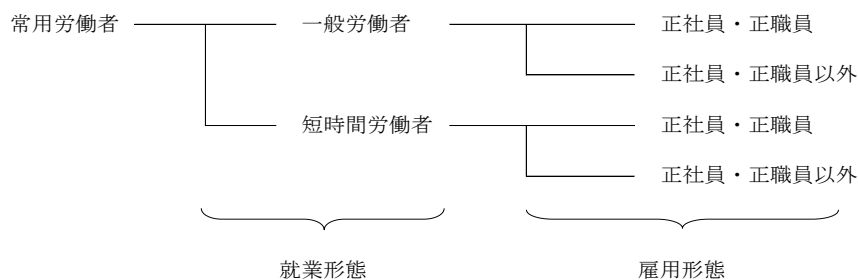 常用労働者 一般労働者 正社員・正職員
正社員・正職員以外
短時間労働者 正社員・正職員
正社員・正職員以外
就業形態 雇用形態